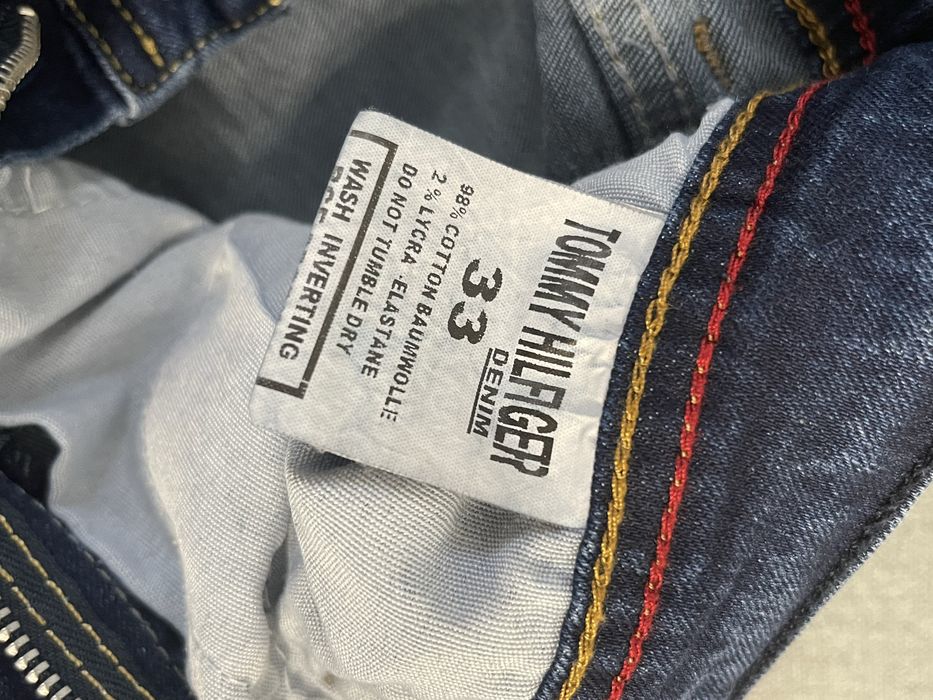 TOMMY HILFIGER
DENIM
33
98% COTTON BAUMWOLLE
2% LYCRA·ELASTANE
DO NOT TUMBLE DRY
WASH INVERTING